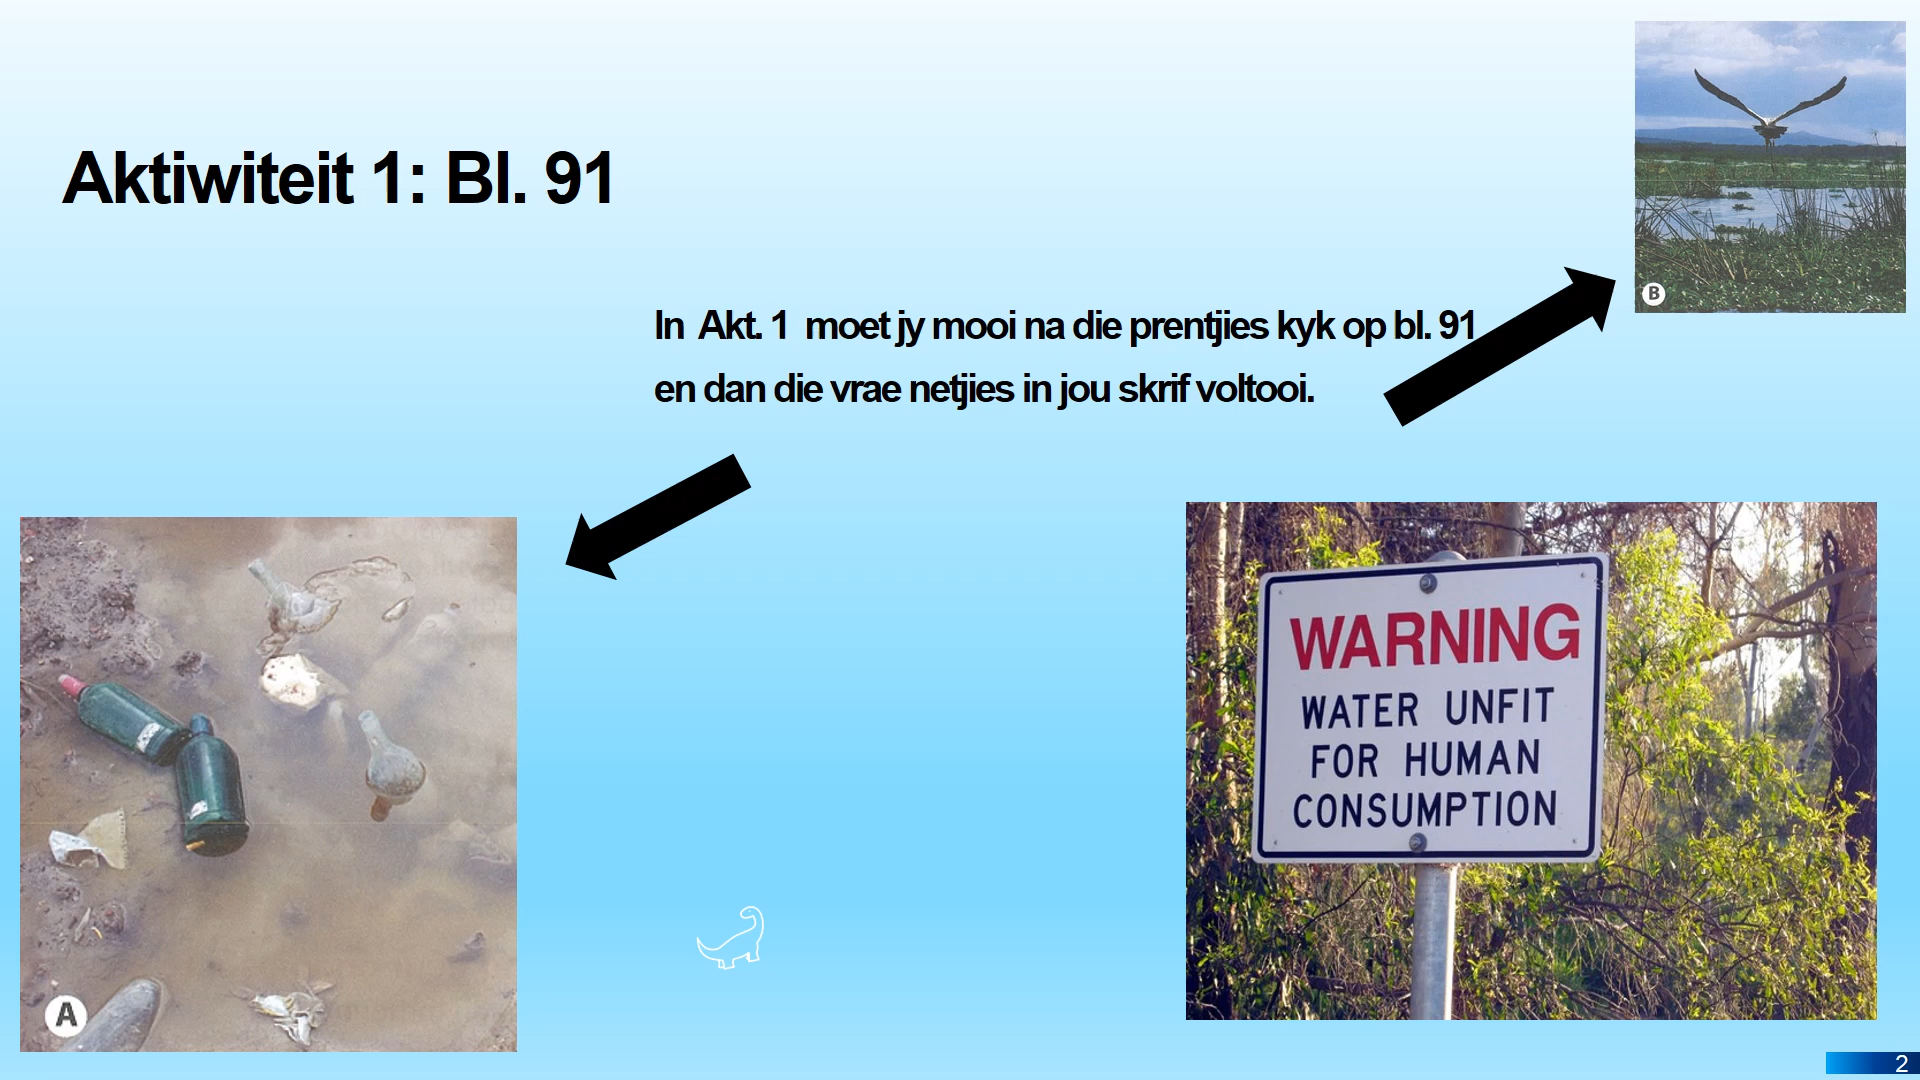 Aktiwiteit 1: Bl. 91
B
In Akt. 1 moet jy mooi na die prentjies kyk op bl. 91
en dan die vrae netjies in jou skrif voltooi.
A
WARNING
WATER UNFIT
FOR HUMAN
CONSUMPTION
2